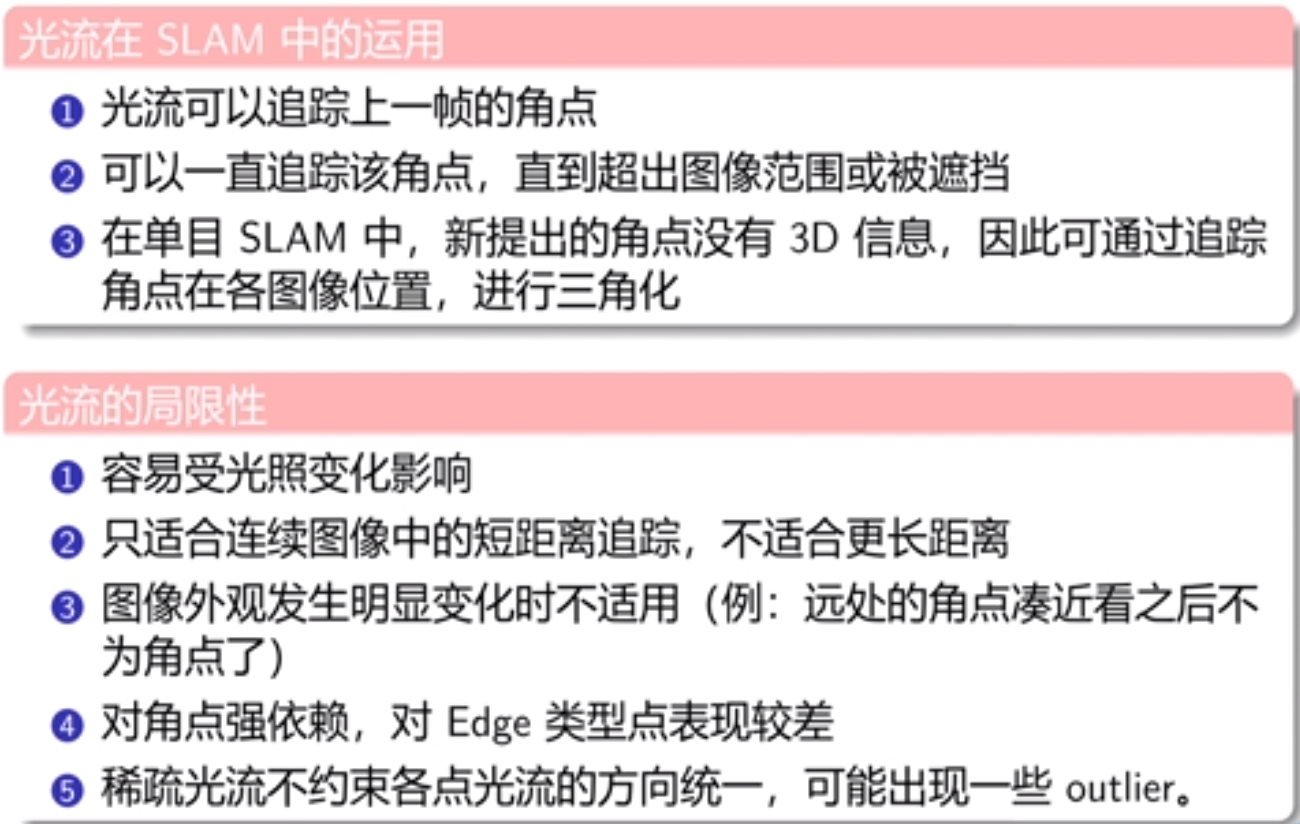 光流在 SLAM 中的运用
1 光流可以追踪上一帧的角点
2 可以一直追踪该角点，直到超出图像范围或被遮挡
3 在单目 SLAM 中，新提出的角点没有 3D 信息，因此可通过追踪
角点在各图像位置，进行三角化
光流的局限性
1 容易受光照变化影响
2 只适合连续图像中的短距离追踪，不适合更长距离
3 图像外观发生明显变化时不适用（例：远处的角点凑近看之后不
为角点了）
4 对角点强依赖，对 Edge 类型点表现较差
5 稀疏光流不约束各点光流的方向统一，可能出现一些 outlier。